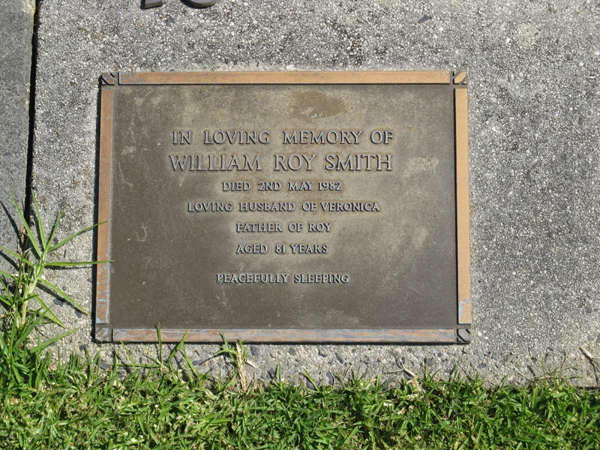 IN LOVING MEMORY OF
WILLIAM ROY SMITH
DIED 2ND MAY 1982
LOVING HUSBAND OF VERONICA
FATHER OF ROY
AGED 81 YEARS
PEACEFULLY SLEEPING